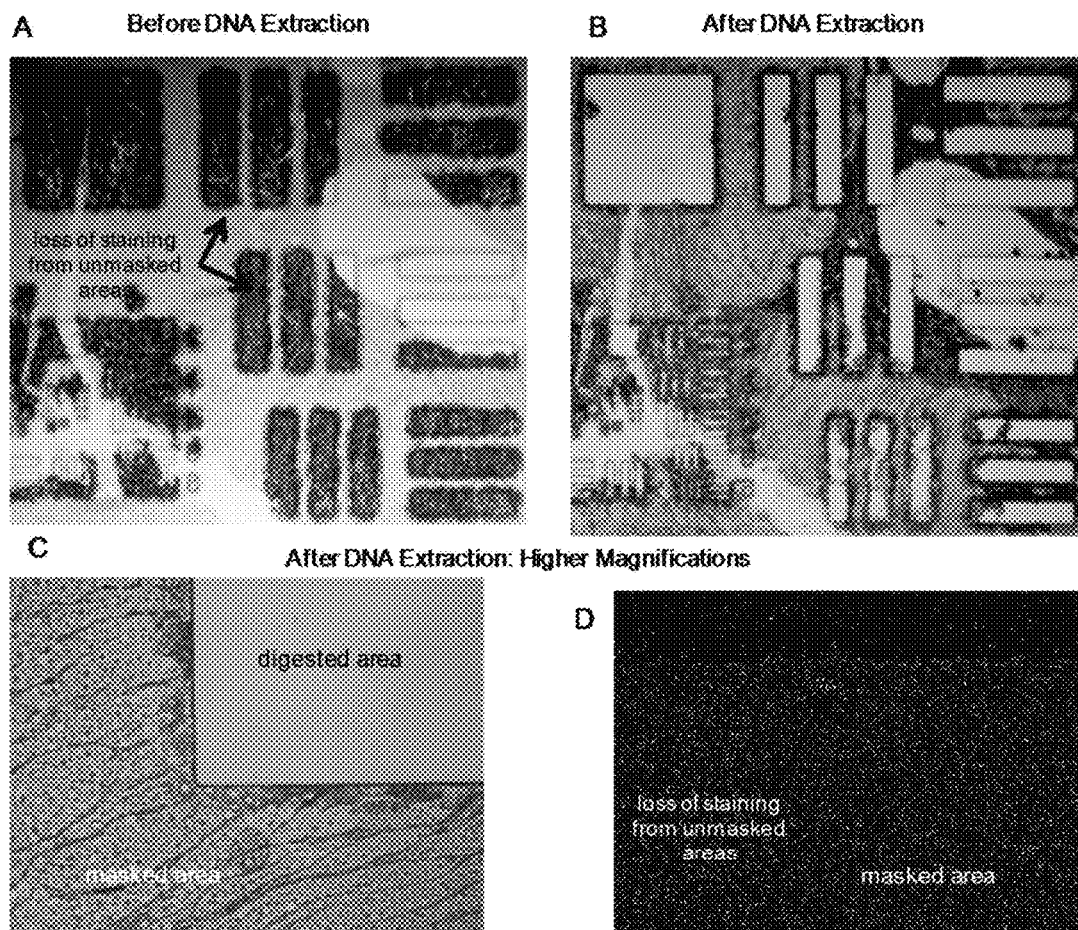 A
Before DNA Extraction
B
After DNA Extraction
loss of staining
from unmasked
areas
C
After DNA Extraction: Higher Magnifications
digested area
masked area
D
loss of staining
from unmasked
areas
masked area